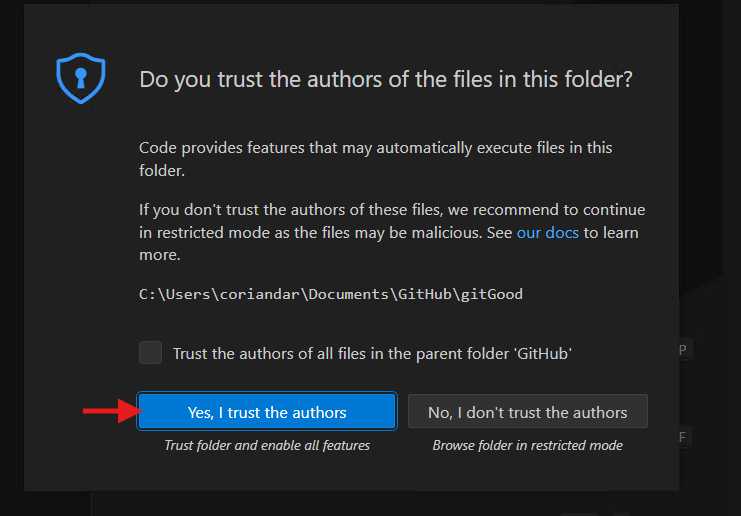 Do you trust the authors of the files in this folder?
Code provides features that may automatically execute files in this
folder.
If you don't trust the authors of these files, we recommend to continue
in restricted mode as the files may be malicious. See our docs to learn
more.
C:\Users\coriandar\Documents\GitHub\gitGood
Trust the authors of all files in the parent folder 'GitHub'
Yes, I trust the authors
No, I don't trust the authors
Trust folder and enable all features
Browse folder in restricted mode
P
F